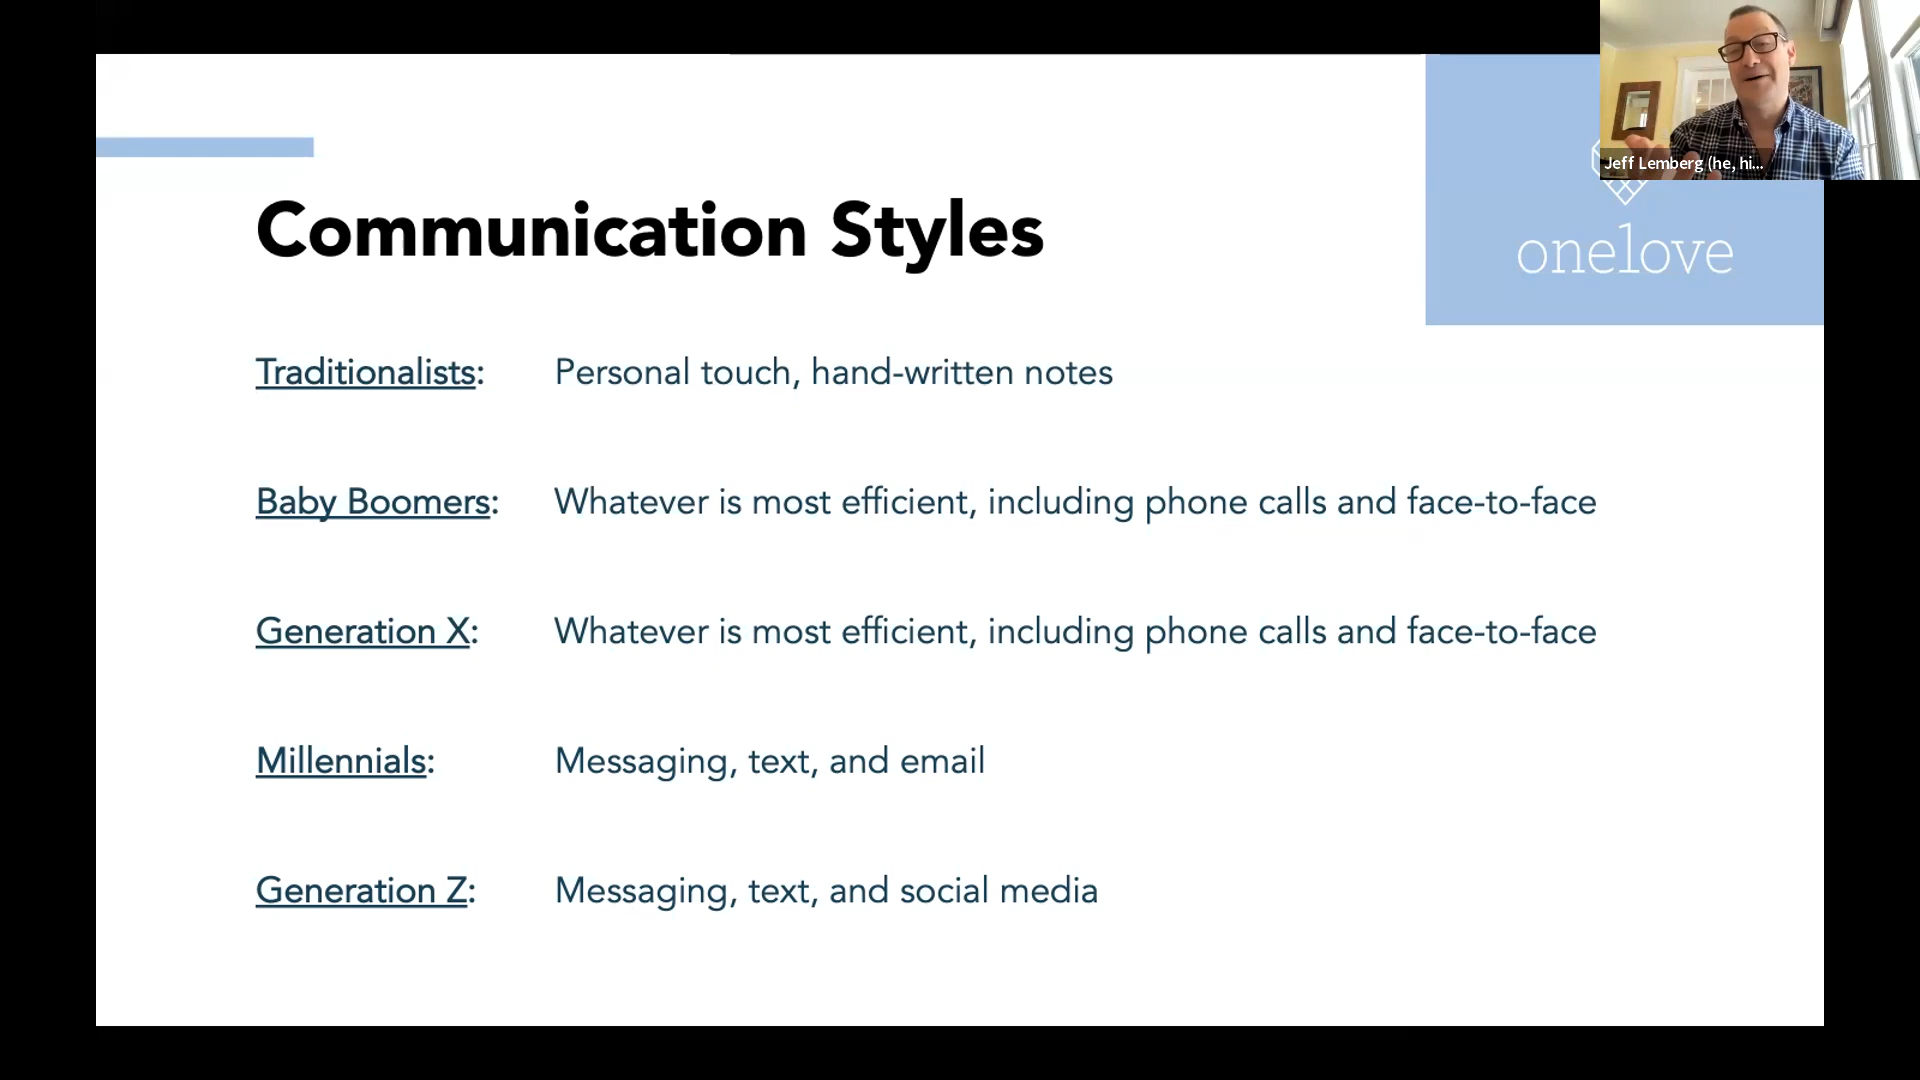 Jeff Lemberg (he, hi...
onelove
Communication Styles
Traditionalists: Personal touch, hand-written notes
Baby Boomers: Whatever is most efficient, including phone calls and face-to-face
Generation X: Whatever is most efficient, including phone calls and face-to-face
Millennials: Messaging, text, and email
Generation Z: Messaging, text, and social media